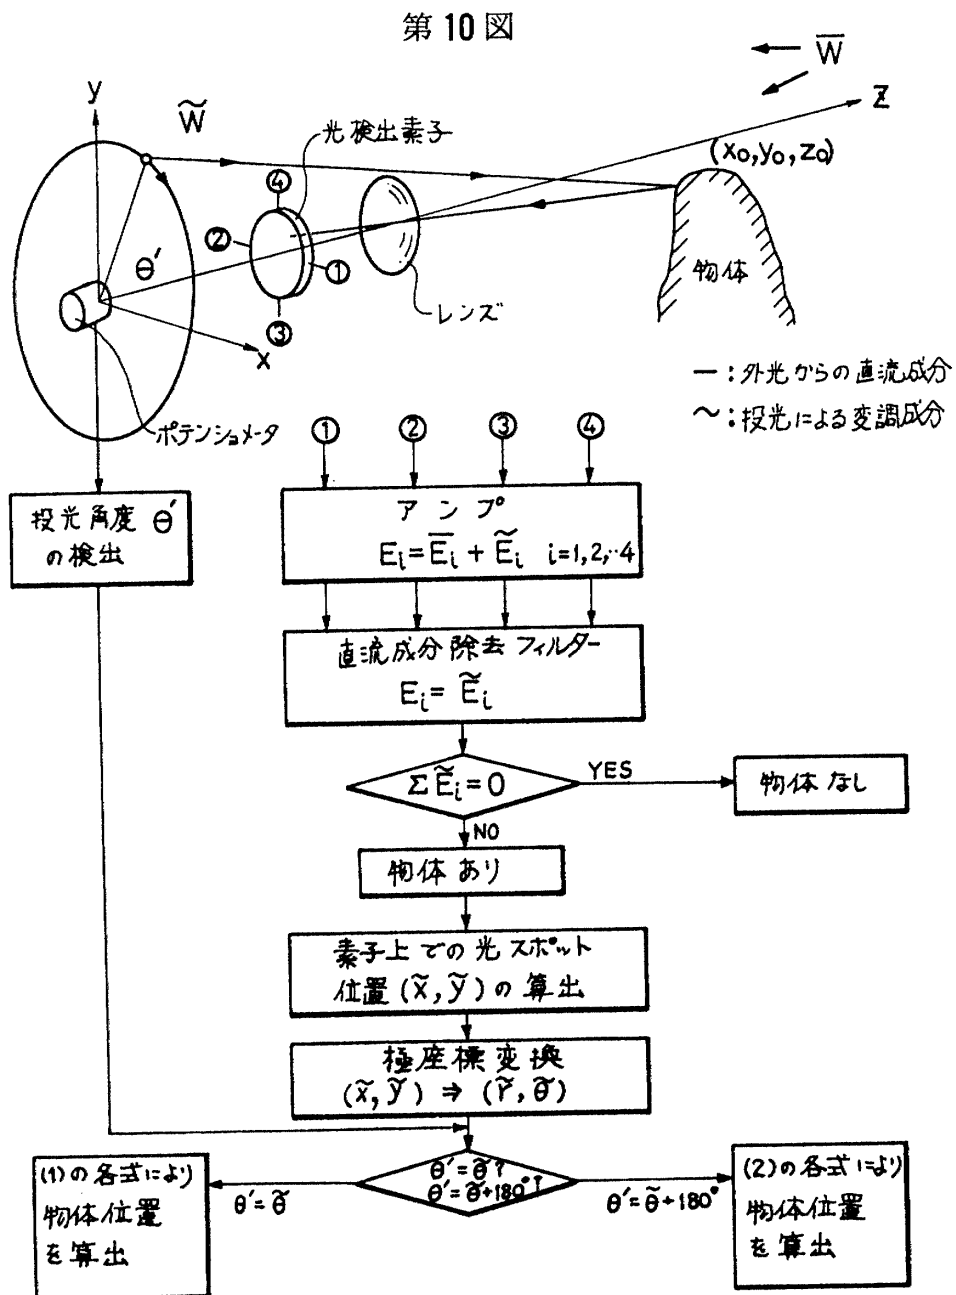 第10図
W̅
y
W̃
光検出素子
Z
(x₀,y₀,z₀)
④
②
θ′
①
物体
レンズ
③
x
ー:外光からの直流成分
〜:投光による変調成分
ポテンショメータ
① ② ③ ④
投光角度 θ′
の検出
アンプ
Eᵢ=E̅ᵢ+Ẽᵢ i=1,2,··4
直流成分除去フィルター
Eᵢ=Ẽᵢ
ΣẼᵢ=0
YES
物体なし
NO
物体あり
素子上での光スポット
位置(x̃,ỹ)の算出
極座標変換
(x̃,ỹ)⇒(r̃,θ̃)
θ′=θ̃?
θ′=θ̃+180°?
(1)の各式により
物体位置
を算出
θ′=θ̃
θ′=θ̃+180°
(2)の各式により
物体位置
を算出